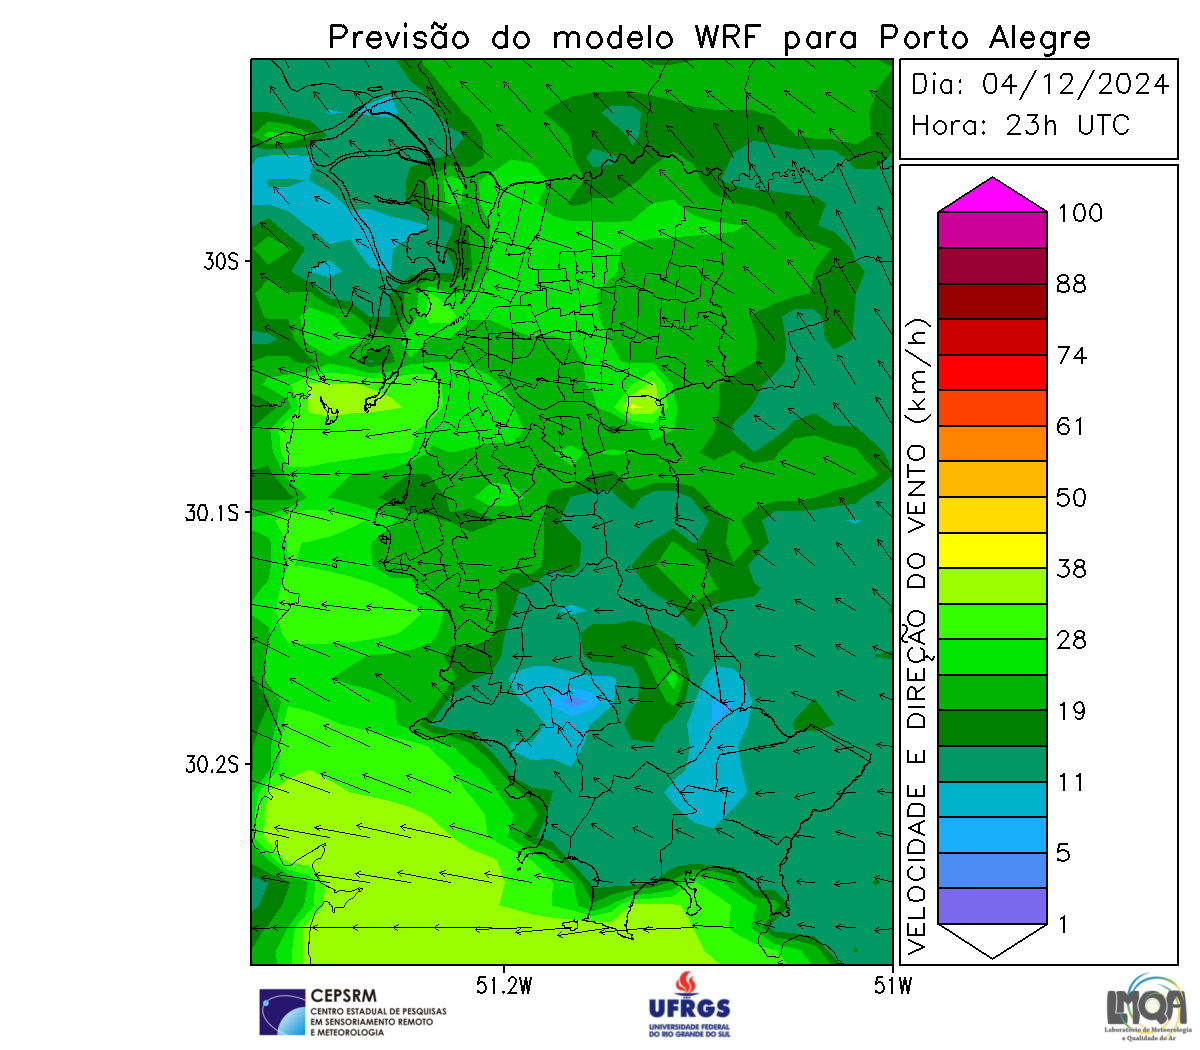 Previsão do modelo WRF para Porto Alegre
Dia: 04/12/2024
Hora: 23h UTC
100
88
74
61
50
38
28
19
11
5
1
VELOCIDADE E DIREÇÃO DO VENTO (km/h)
30S
30.1S
30.2S
51.2W
51W
CEPSRM
CENTRO ESTADUAL DE PESQUISAS
EM SENSORIAMENTO REMOTO
E METEOROLOGIA
UFRGS
UNIVERSIDADE FEDERAL
DO RIO GRANDE DO SUL
LMQA
Laboratório de Meteorologia
e Qualidade do Ar